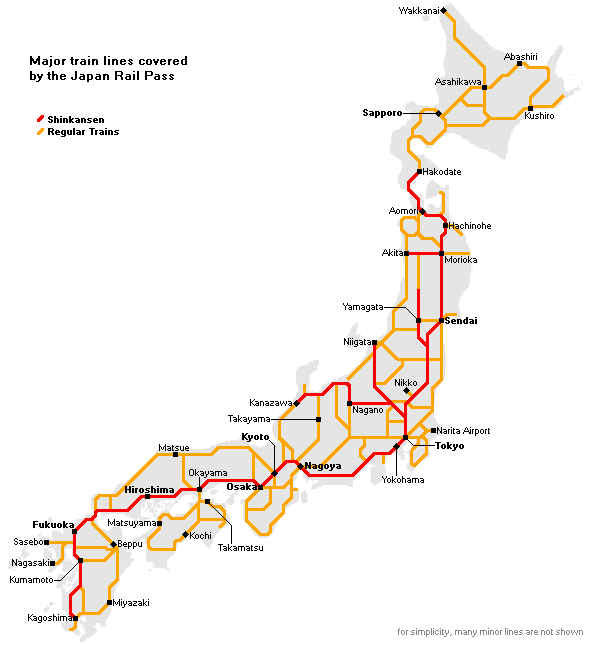 Wakkanai
Major train lines covered
by the Japan Rail Pass
Abashiri
Asahikawa
Shinkansen
Regular Trains
Sapporo
Kushiro
Hakodate
Aomori
Hachinohe
Akita
Morioka
Yamagata
Sendai
Niigata
Nikko
Kanazawa
Nagano
Takayama
Narita Airport
Kyoto
Tokyo
Matsue
Nagoya
Okayama
Yokohama
Hiroshima
Osaka
Fukuoka
Matsuyama
Kochi
Sasebo
Beppu
Takamatsu
Nagasaki
Kumamoto
Miyazaki
Kagoshima
for simplicity, many minor lines are not shown